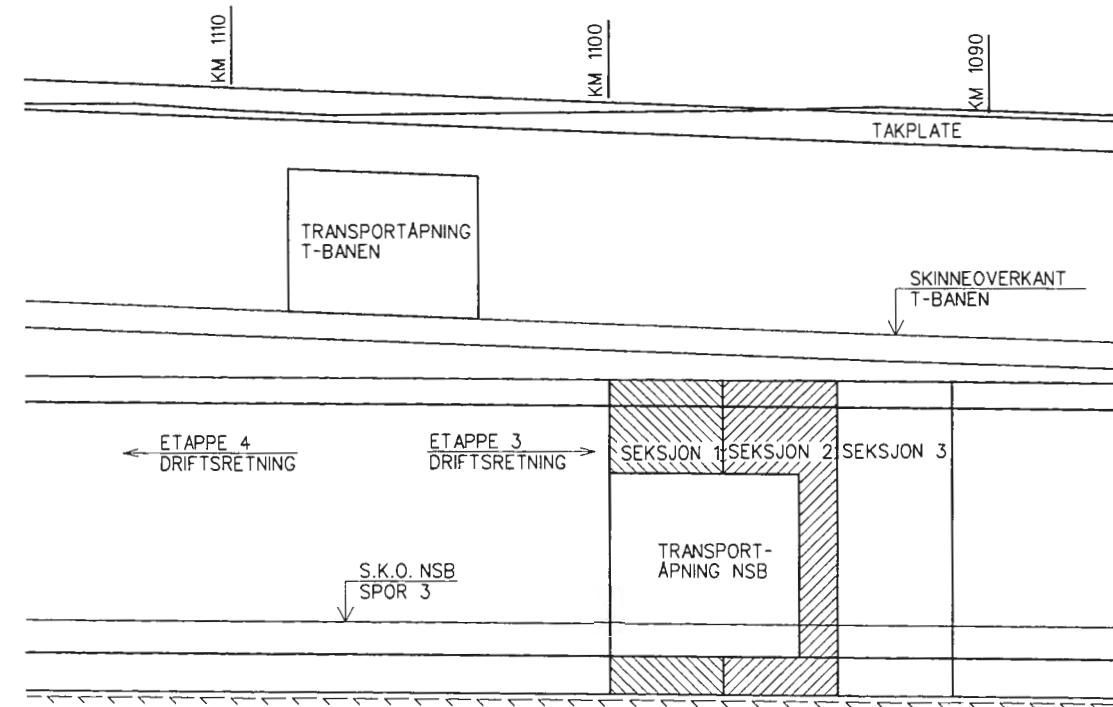 KM 1110
KM 1100
KM 1090
TAKPLATE
TRANSPORTÅPNING
T-BANEN
SKINNEOVERKANT
T-BANEN
ETAPPE 4
DRIFTSRETNING
ETAPPE 3
DRIFTSRETNING
SEKSJON 1
SEKSJON 2
SEKSJON 3
TRANSPORT-
ÅPNING NSB
S.K.O. NSB
SPOR 3